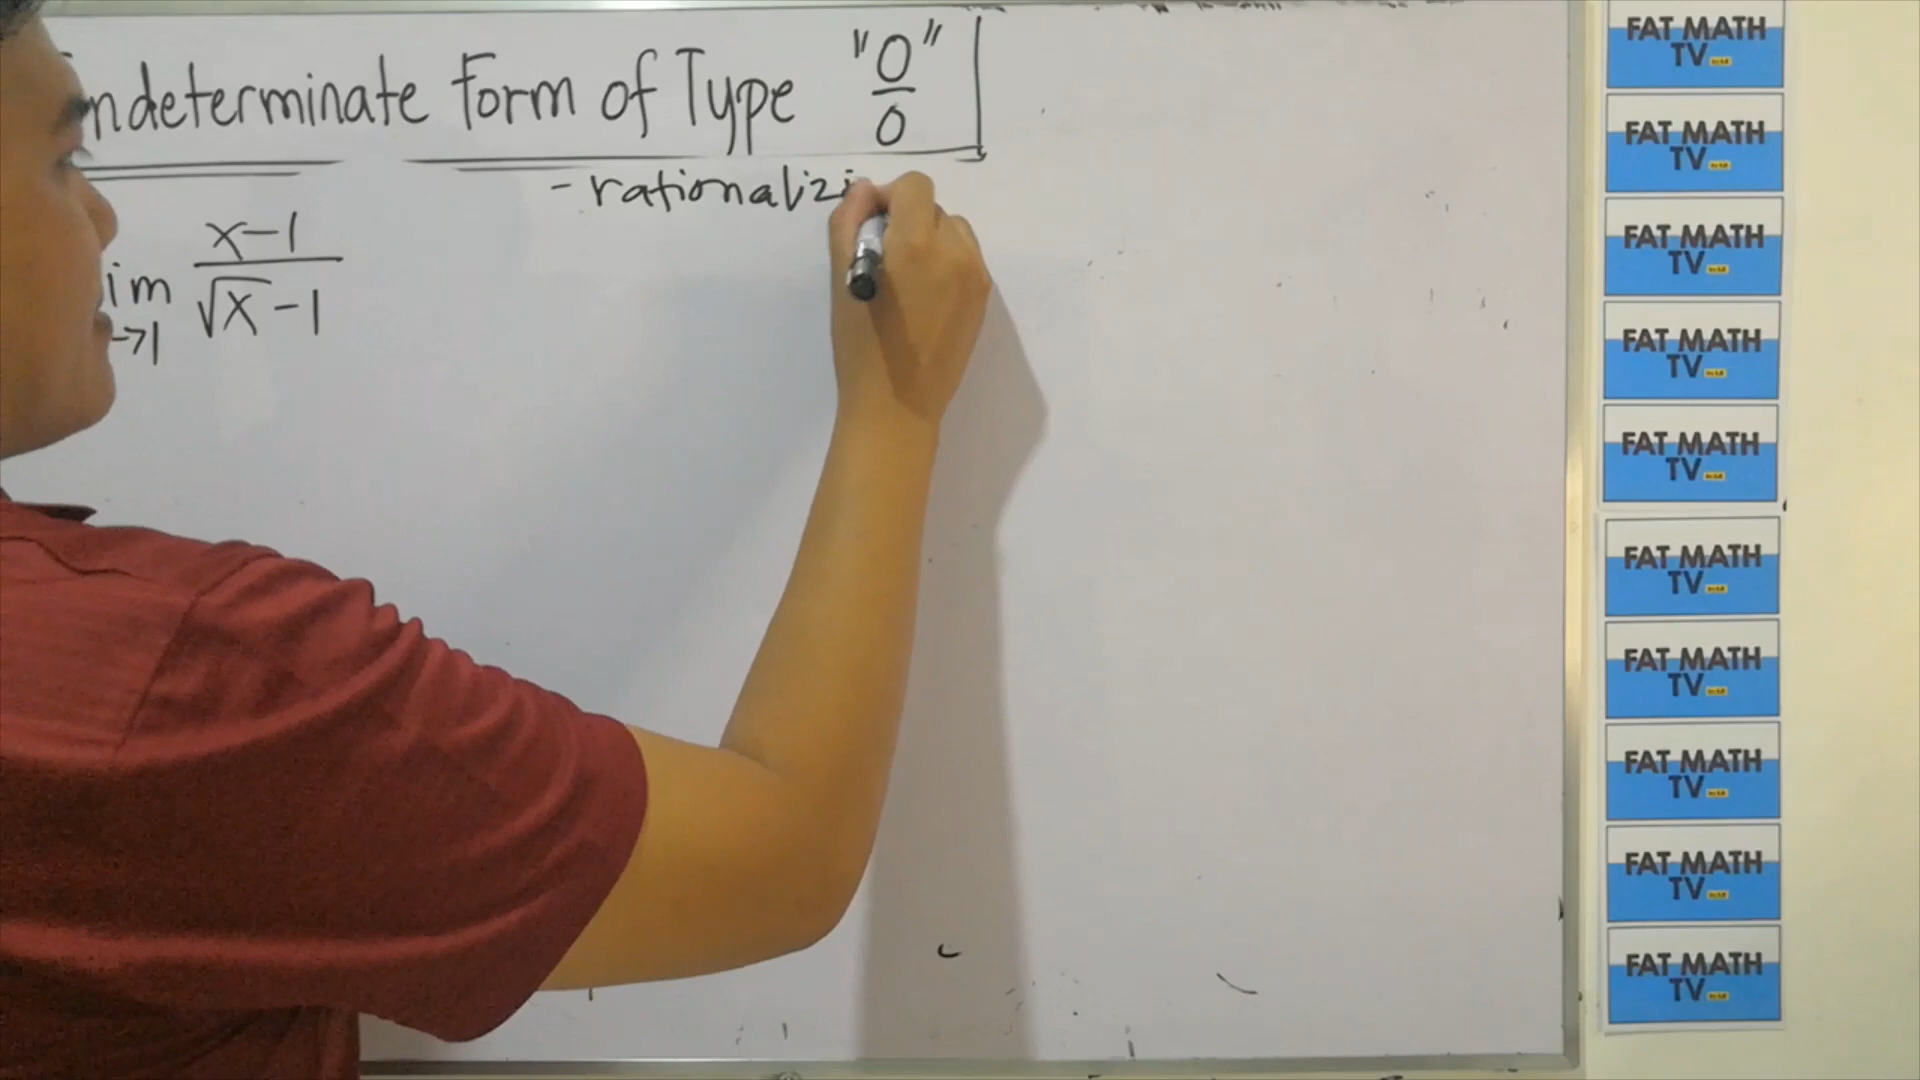 ndeterminate Form of Type "0/0"
- rationalizi
im x-1
→1 √x-1
FAT MATH
TV
FAT MATH
TV
FAT MATH
TV
FAT MATH
TV
FAT MATH
TV
FAT MATH
TV
FAT MATH
TV
FAT MATH
TV
FAT MATH
TV
FAT MATH
TV